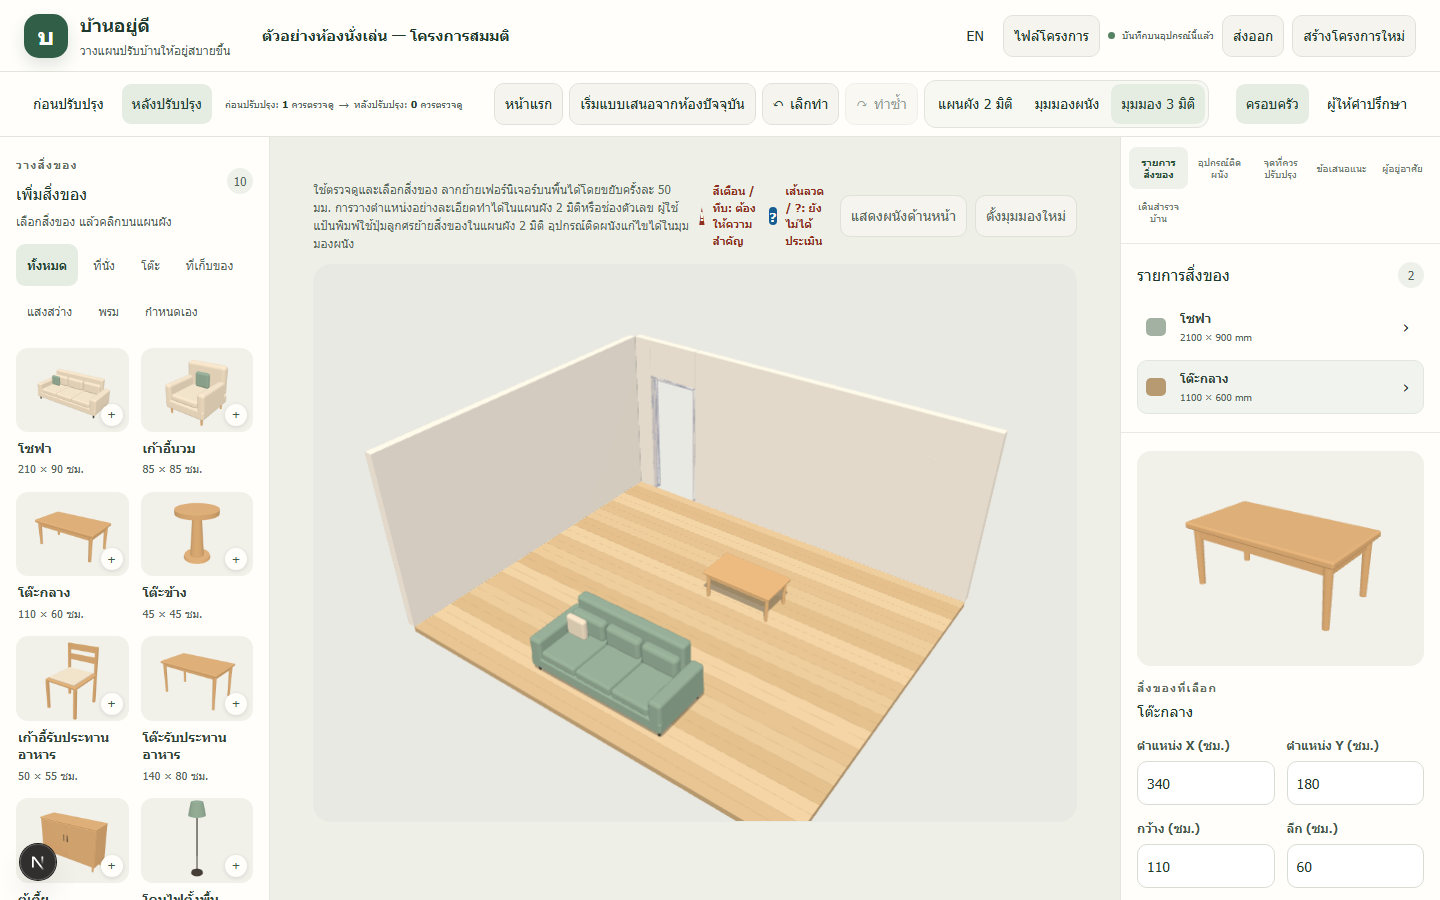 บ
บ้านอยู่ดี
วางแผนปรับบ้านให้อยู่สบายขึ้น
ตัวอย่างห้องนั่งเล่น — โครงการสมมติ
EN
ไฟล์โครงการ
บันทึกบนอุปกรณ์นี้แล้ว
ส่งออก
สร้างโครงการใหม่
ก่อนปรับปรุง
หลังปรับปรุง
ก่อนปรับปรุง: 1 ควรตรวจดู → หลังปรับปรุง: 0 ควรตรวจดู
หน้าแรก
เริ่มแบบเสนอจากห้องปัจจุบัน
↶ เลิกทำ
↷ ทำซ้ำ
แผนผัง 2 มิติ
มุมมองผนัง
มุมมอง 3 มิติ
ครอบครัว
ผู้ให้คำปรึกษา
วางสิ่งของ
เพิ่มสิ่งของ
10
เลือกสิ่งของ แล้วคลิกบนแผนผัง
ทั้งหมด
ที่นั่ง
โต๊ะ
ที่เก็บของ
แสงสว่าง
พรม
กำหนดเอง
+
+
โซฟา
210 × 90 ซม.
เก้าอี้นวม
85 × 85 ซม.
+
+
โต๊ะกลาง
110 × 60 ซม.
โต๊ะข้าง
45 × 45 ซม.
+
+
เก้าอี้รับประทาน
อาหาร
50 × 55 ซม.
โต๊ะรับประทาน
อาหาร
140 × 80 ซม.
+
+
N
ตู้เตี้ย
โคมไฟตั้งพื้น
ใช้ตรวจดูและเลือกสิ่งของ ลากย้ายเฟอร์นิเจอร์บนพื้นได้โดยขยับครั้งละ 50
มม. การวางตำแหน่งอย่างละเอียดทำได้ในแผนผัง 2 มิติหรือช่องตัวเลข ผู้ใช้
แป้นพิมพ์ใช้ปุ่มลูกศรย้ายสิ่งของในแผนผัง 2 มิติ อุปกรณ์ติดผนังแก้ไขได้ในมุม
มองผนัง
!
สีเตือน /
ทึบ: ต้อง
ให้ความ
สำคัญ
?
เส้นลวด
/ ?: ยัง
ไม่ได้
ประเมิน
แสดงผนังด้านหน้า
ตั้งมุมมองใหม่
รายการ
สิ่งของ
อุปกรณ์ติด
ผนัง
จุดที่ควร
ปรับปรุง
ข้อเสนอแนะ
ผู้อยู่อาศัย
เดินสำรวจ
บ้าน
รายการสิ่งของ
2
โซฟา
2100 × 900 mm
›
โต๊ะกลาง
1100 × 600 mm
›
สิ่งของที่เลือก
โต๊ะกลาง
ตำแหน่ง X (ซม.)
ตำแหน่ง Y (ซม.)
340
180
กว้าง (ซม.)
ลึก (ซม.)
110
60